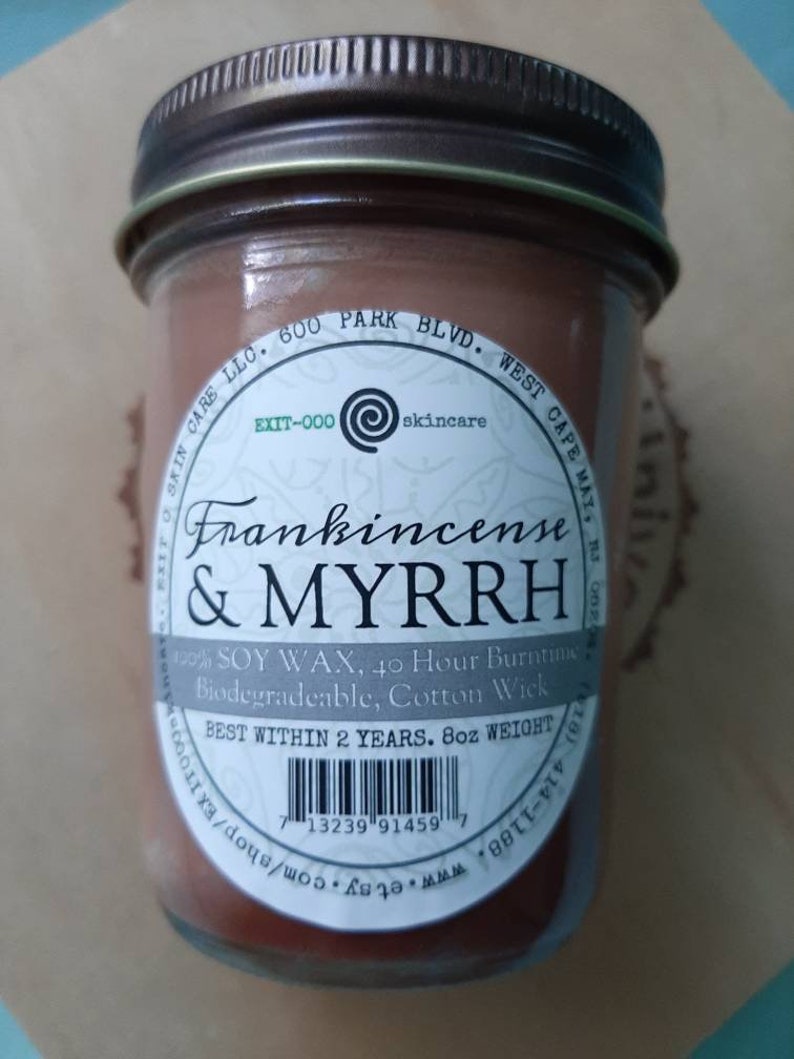 EXIT O SKIN CARE LLC. 600 PARK BLVD. WEST CAPE MAY, NJ
414-1188. www.etsy.com/shop/
EXIT-000 skincare
Frankincense
& MYRRH
100% SOY WAX, 40 Hour Burntime
Biodegradeable, Cotton Wick
BEST WITHIN 2 YEARS. 8oz WEIGHT
7 13239 91459 7